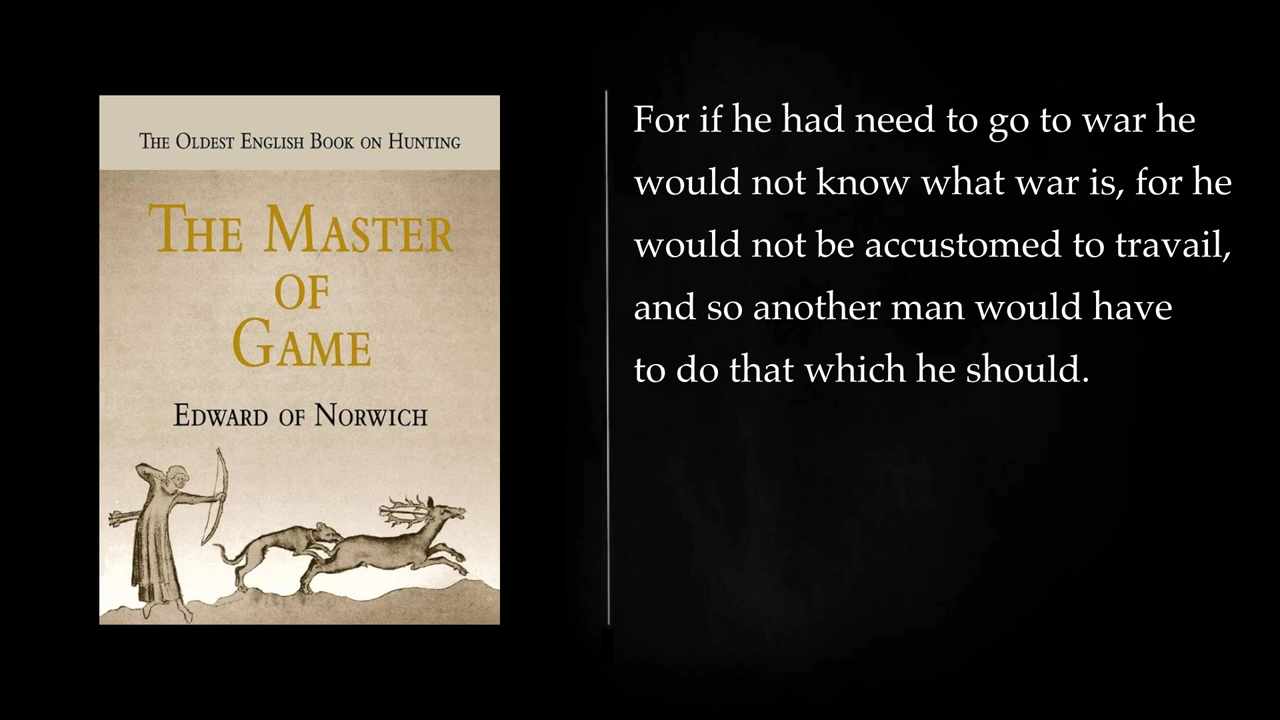 The Oldest English Book on Hunting
The Master
of
Game
Edward of Norwich
For if he had need to go to war he
would not know what war is, for he
would not be accustomed to travail,
and so another man would have
to do that which he should.